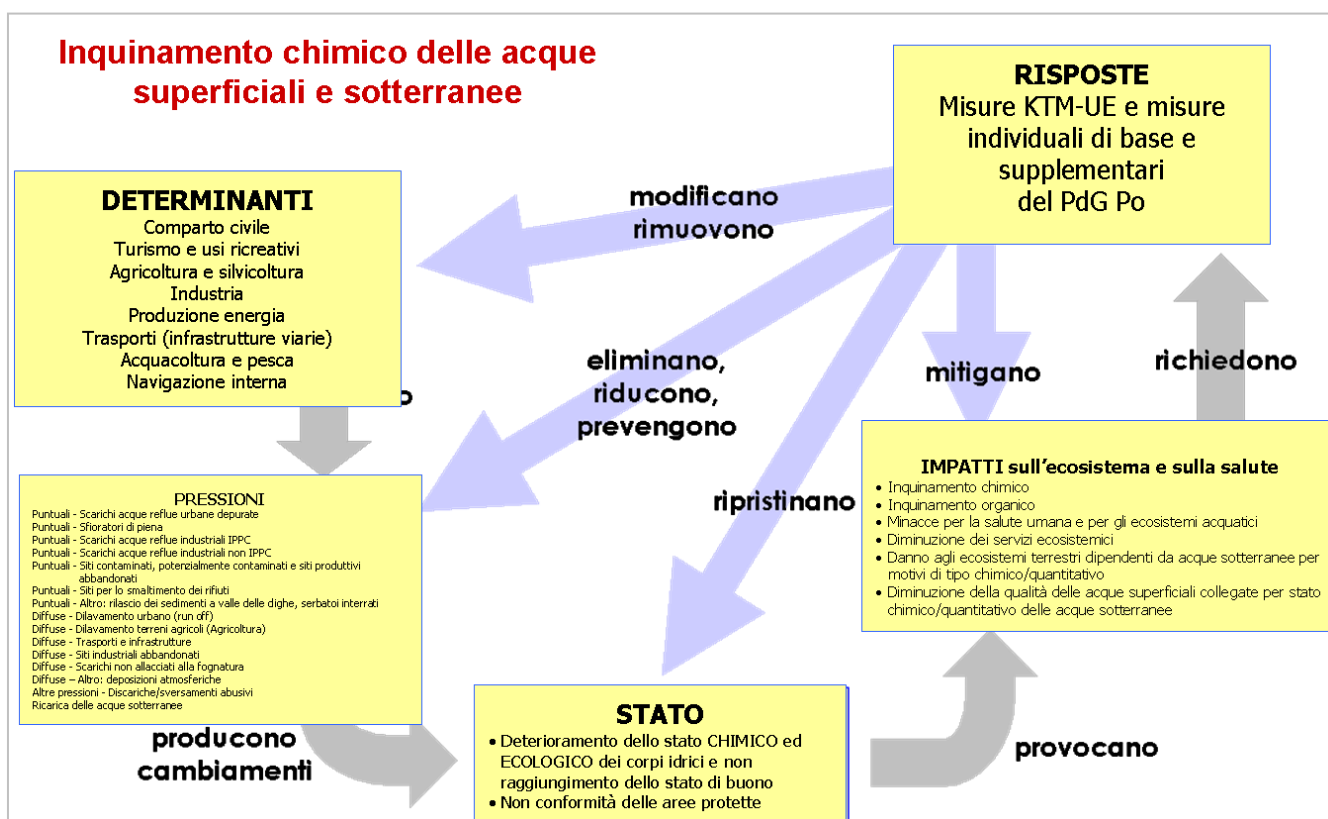 Inquinamento chimico delle acque
superficiali e sotterranee
RISPOSTE
Misure KTM-UE e misure
individuali di base e
supplementari
del PdG Po
DETERMINANTI
Comparto civile
Turismo e usi ricreativi
Agricoltura e silvicoltura
Industria
Produzione energia
Trasporti (infrastrutture viarie)
Acquacoltura e pesca
Navigazione interna
modificano
rimuovono
eliminano,
riducono,
prevengono
mitigano
richiedono
ripristinano
PRESSIONI
Puntuali - Scarichi acque reflue urbane depurate
Puntuali - Sfioratori di piena
Puntuali - Scarichi acque reflue industriali IPPC
Puntuali - Scarichi acque reflue industriali non IPPC
Puntuali - Siti contaminati, potenzialmente contaminati e siti produttivi
abbandonati
Puntuali - Siti per lo smaltimento dei rifiuti
Puntuali - Altro: rilascio dei sedimenti a valle delle dighe, serbatoi interrati
Diffuse - Dilavamento urbano (run off)
Diffuse - Dilavamento terreni agricoli (Agricoltura)
Diffuse - Trasporti e infrastrutture
Diffuse - Siti industriali abbandonati
Diffuse - Scarichi non allacciati alla fognatura
Diffuse – Altro: deposizioni atmosferiche
Altre pressioni - Discariche/sversamenti abusivi
Ricarica delle acque sotterranee
IMPATTI sull'ecosistema e sulla salute
• Inquinamento chimico
• Inquinamento organico
• Minacce per la salute umana e per gli ecosistemi acquatici
• Diminuzione dei servizi ecosistemici
• Danno agli ecosistemi terrestri dipendenti da acque sotterranee per
motivi di tipo chimico/quantitativo
• Diminuzione della qualità delle acque superficiali collegate per stato
chimico/quantitativo delle acque sotterranee
producono
cambiamenti
STATO
• Deterioramento dello stato CHIMICO ed
ECOLOGICO dei corpi idrici e non
raggiungimento dello stato di buono
• Non conformità delle aree protette
provocano